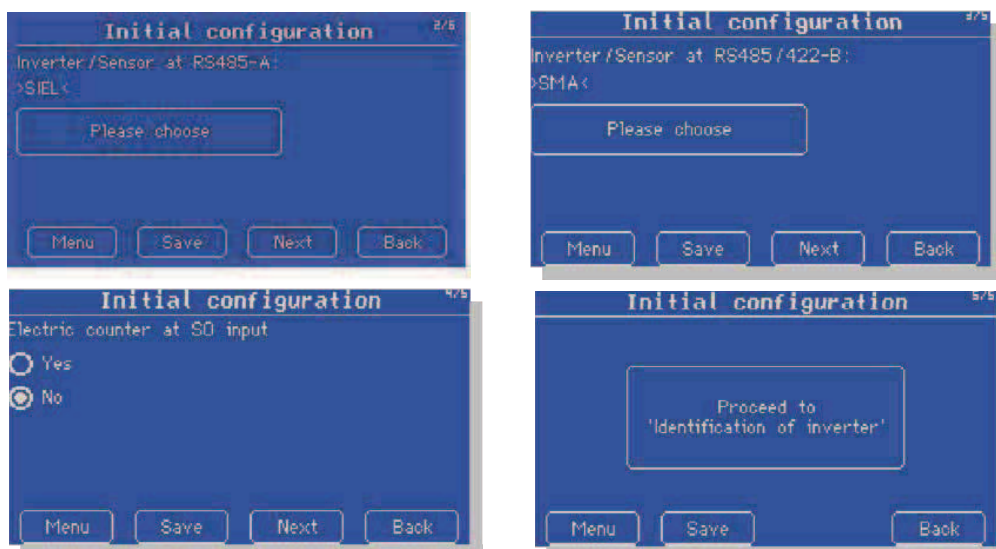 Initial configuration 2/5
Inverter/Sensor at RS485-A:
>SIEL<
Please choose
Menu Save Next Back
Initial configuration 3/5
Inverter/Sensor at RS485/422-B:
>SMA<
Please choose
Menu Save Next Back
Initial configuration 4/5
Electric counter at S0 input
Yes
No
Menu Save Next Back
Initial configuration 5/5
Proceed to
'Identification of inverter'
Menu Save Back